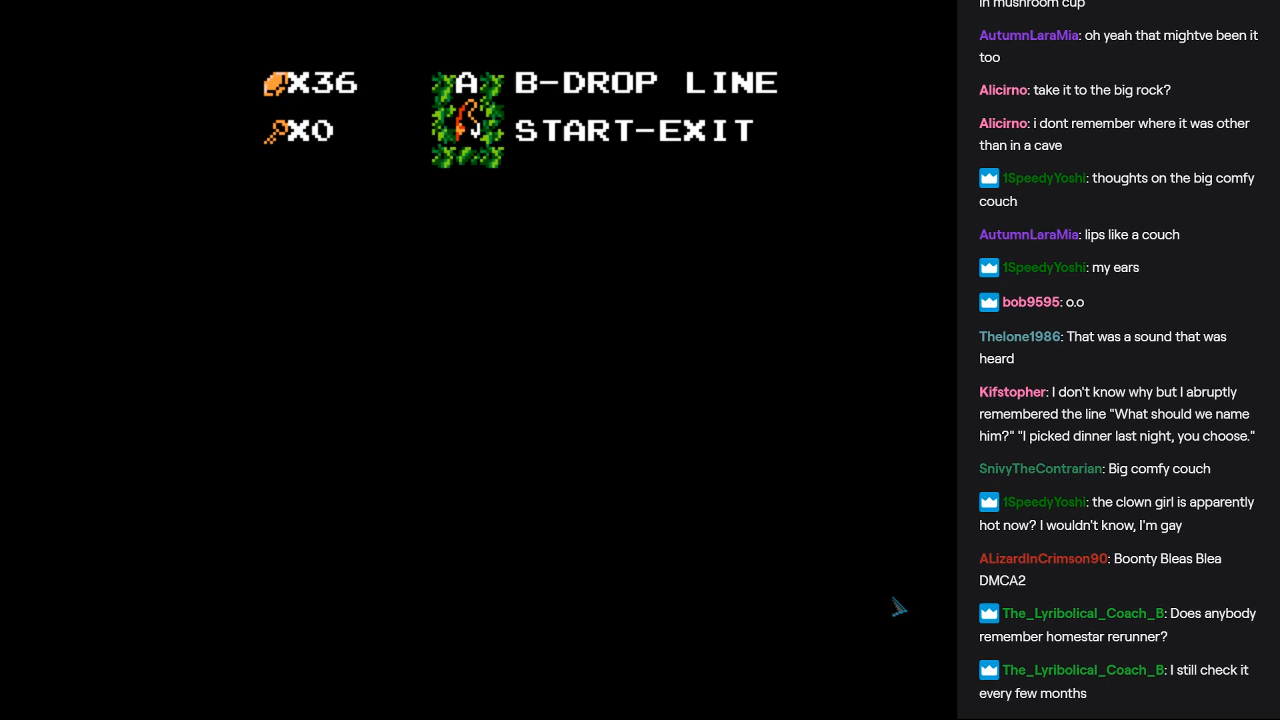 X36
A
B-DROP LINE
X0
START-EXIT
in mushroom cup
AutumnLaraMia: oh yeah that mightve been it
too
Alicirno: take it to the big rock?
Alicirno: i dont remember where it was other
than in a cave
1SpeedyYoshi: thoughts on the big comfy
couch
AutumnLaraMia: lips like a couch
1SpeedyYoshi: my ears
bob9595: o.o
Thelone1986: That was a sound that was
heard
Kifstopher: I don't know why but I abruptly
remembered the line "What should we name
him?" "I picked dinner last night, you choose."
SnivyTheContrarian: Big comfy couch
1SpeedyYoshi: the clown girl is apparently
hot now? I wouldn't know, I'm gay
ALizardInCrimson90: Boonty Bleas Blea
DMCA2
The_Lyribolical_Coach_B: Does anybody
remember homestar rerunner?
The_Lyribolical_Coach_B: I still check it
every few months